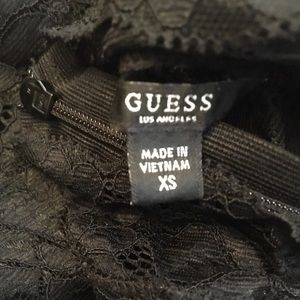 GUESS
LOS ANGELES
MADE IN
VIETNAM
XS